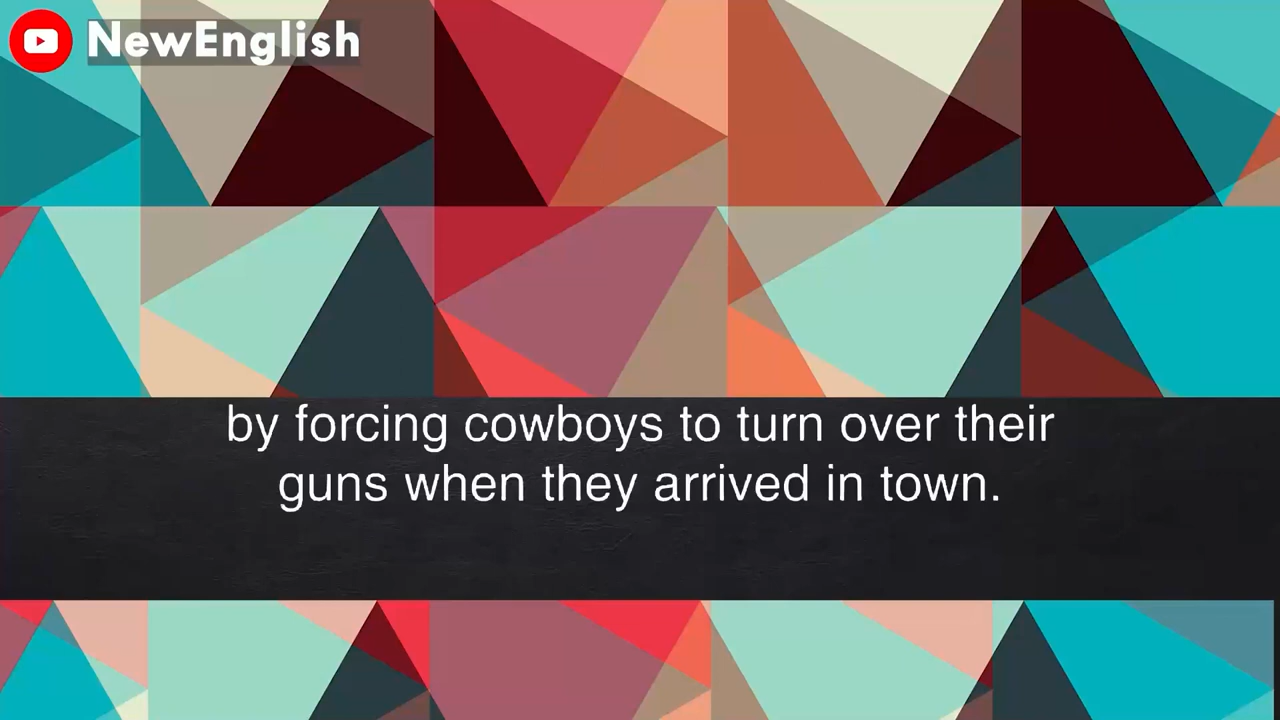 NewEnglish
by forcing cowboys to turn over their
guns when they arrived in town.